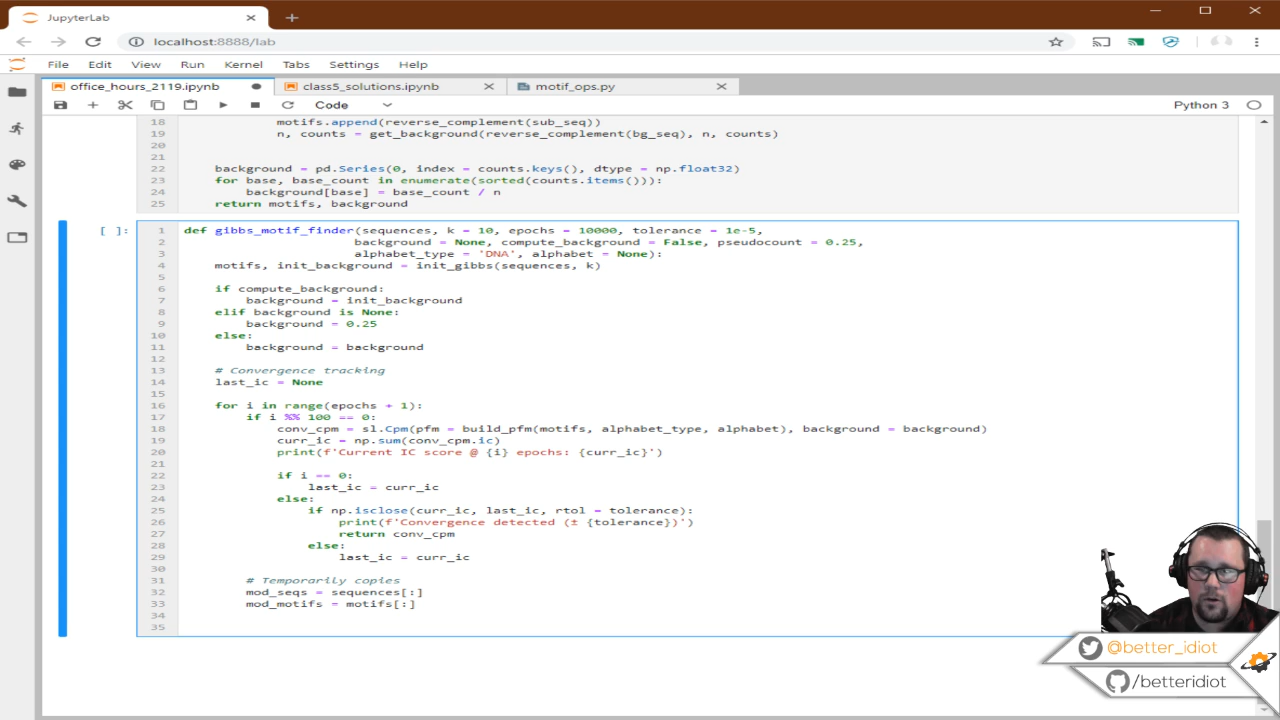 JupyterLab
localhost:8888/lab
File Edit View Run Kernel Tabs Settings Help
office_hours_2119.ipynb class5_solutions.ipynb motif_ops.py
Code Python 3
18 motifs.append(reverse_complement(sub_seq))
19 n, counts = get_background(reverse_complement(bg_seq), n, counts)
20
21
22 background = pd.Series(0, index = counts.keys(), dtype = np.float32)
23 for base, base_count in enumerate(sorted(counts.items())):
24 background[base] = base_count / n
25 return motifs, background
[ ]: 1 def gibbs_motif_finder(sequences, k = 10, epochs = 10000, tolerance = 1e-5,
2 background = None, compute_background = False, pseudocount = 0.25,
3 alphabet_type = 'DNA', alphabet = None):
4 motifs, init_background = init_gibbs(sequences, k)
5
6 if compute_background:
7 background = init_background
8 elif background is None:
9 background = 0.25
10 else:
11 background = background
12
13 # Convergence tracking
14 last_ic = None
15
16 for i in range(epochs + 1):
17 if i %% 100 == 0:
18 conv_cpm = sl.Cpm(pfm = build_pfm(motifs, alphabet_type, alphabet), background = background)
19 curr_ic = np.sum(conv_cpm.ic)
20 print(f'Current IC score @ {i} epochs: {curr_ic}')
21
22 if i == 0:
23 last_ic = curr_ic
24 else:
25 if np.isclose(curr_ic, last_ic, rtol = tolerance):
26 print(f'Convergence detected (± {tolerance})')
27 return conv_cpm
28 else:
29 last_ic = curr_ic
30
31 # Temporarily copies
32 mod_seqs = sequences[:]
33 mod_motifs = motifs[:]
34
35
@better_idiot
/betteridiot